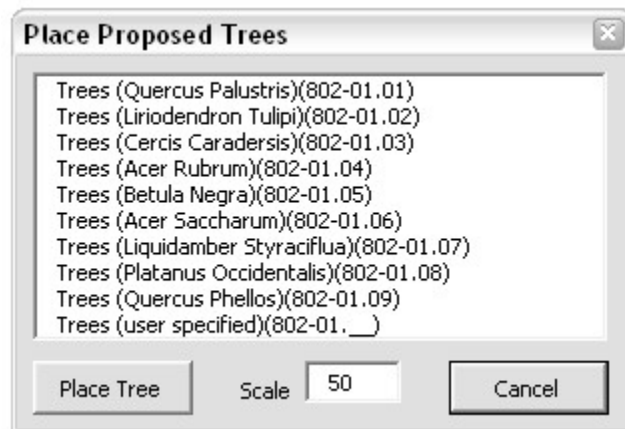 Place Proposed Trees
Trees (Quercus Palustris)(802-01.01)
Trees (Liriodendron Tulipi)(802-01.02)
Trees (Cercis Caradersis)(802-01.03)
Trees (Acer Rubrum)(802-01.04)
Trees (Betula Negra)(802-01.05)
Trees (Acer Saccharum)(802-01.06)
Trees (Liquidamber Styraciflua)(802-01.07)
Trees (Platanus Occidentalis)(802-01.08)
Trees (Quercus Phellos)(802-01.09)
Trees (user specified)(802-01.__)
Place Tree Scale 50 Cancel